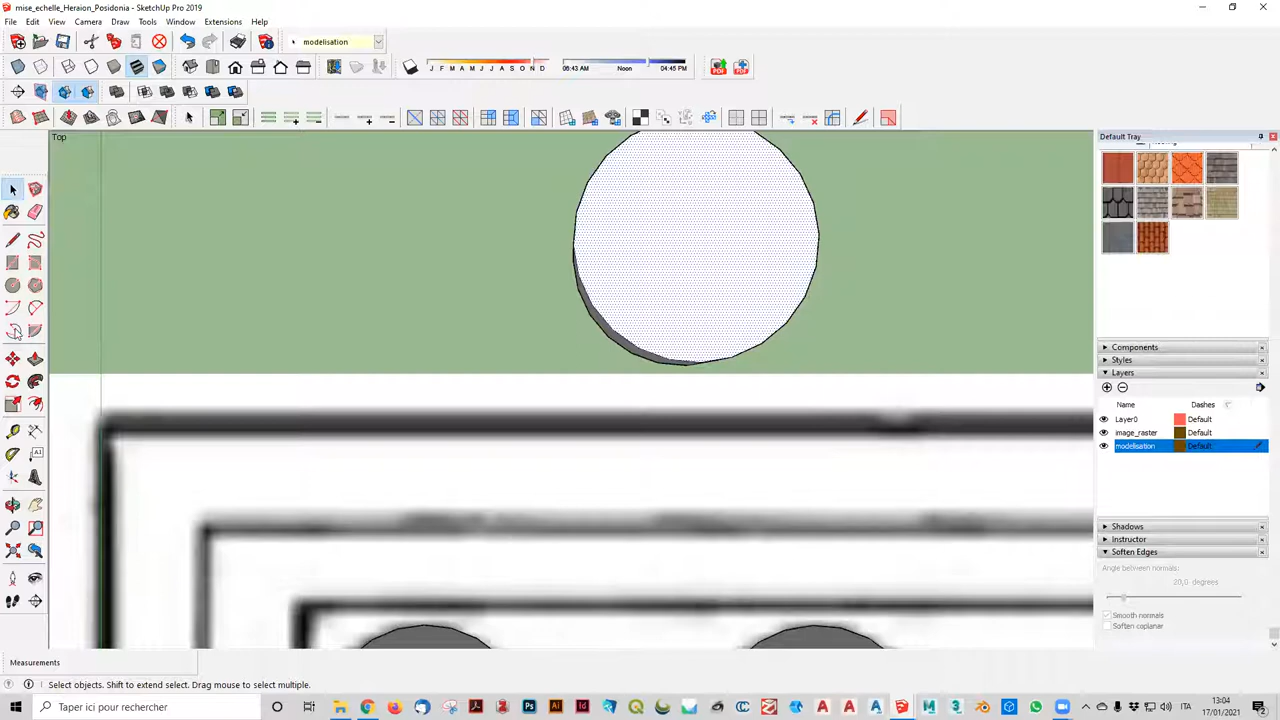 mise_echelle_Heraion_Posidonia - SketchUp Pro 2019
File Edit View Camera Draw Tools Window Extensions Help
modelisation
J F M A M J J A S O N D 06:43 AM Noon 04:45 PM
Top
Default Tray
Components
Styles
Layers
Name Dashes
Layer0 Default
image_raster Default
modelisation Default
Shadows
Instructor
Soften Edges
Angle between normals:
20,0 degrees
Smooth normals
Soften coplanar
Measurements
Select objects. Shift to extend select. Drag mouse to select multiple.
Taper ici pour rechercher
ITA
13:04
17/01/2021